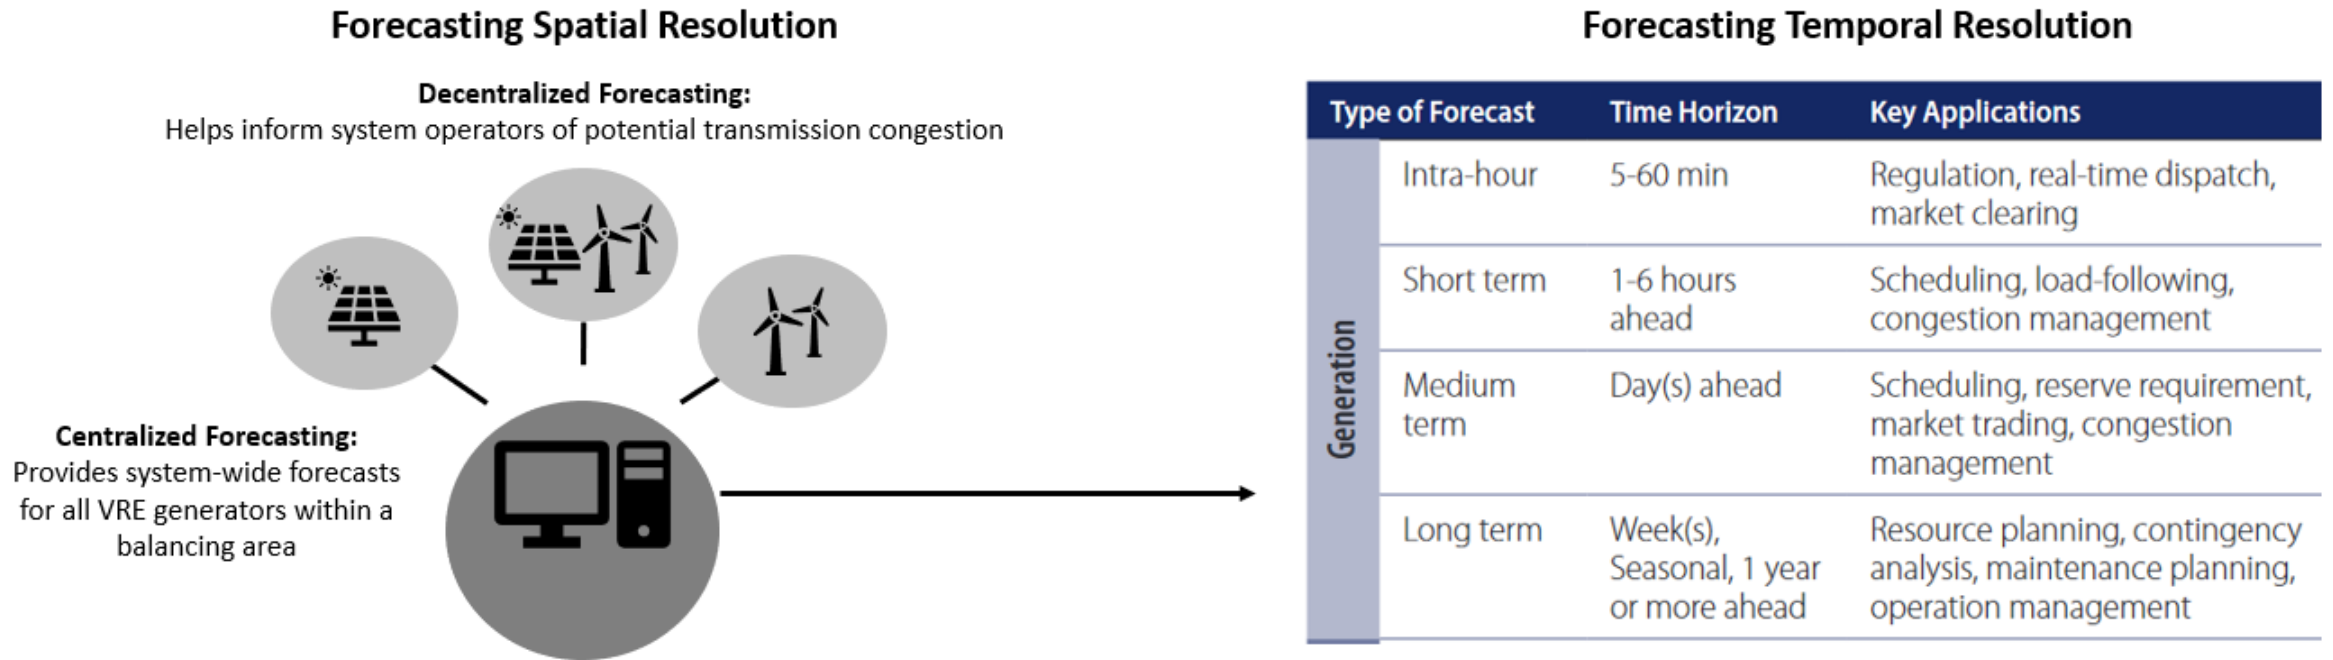 Forecasting Spatial Resolution
Decentralized Forecasting:
Helps inform system operators of potential transmission congestion
Centralized Forecasting:
Provides system-wide forecasts
for all VRE generators within a
balancing area
Forecasting Temporal Resolution
Type of Forecast Time Horizon Key Applications
Generation
Intra-hour 5-60 min Regulation, real-time dispatch,
market clearing
Short term 1-6 hours Scheduling, load-following,
ahead congestion management
Medium Day(s) ahead Scheduling, reserve requirement,
term market trading, congestion
management
Long term Week(s), Resource planning, contingency
Seasonal, 1 year analysis, maintenance planning,
or more ahead operation management